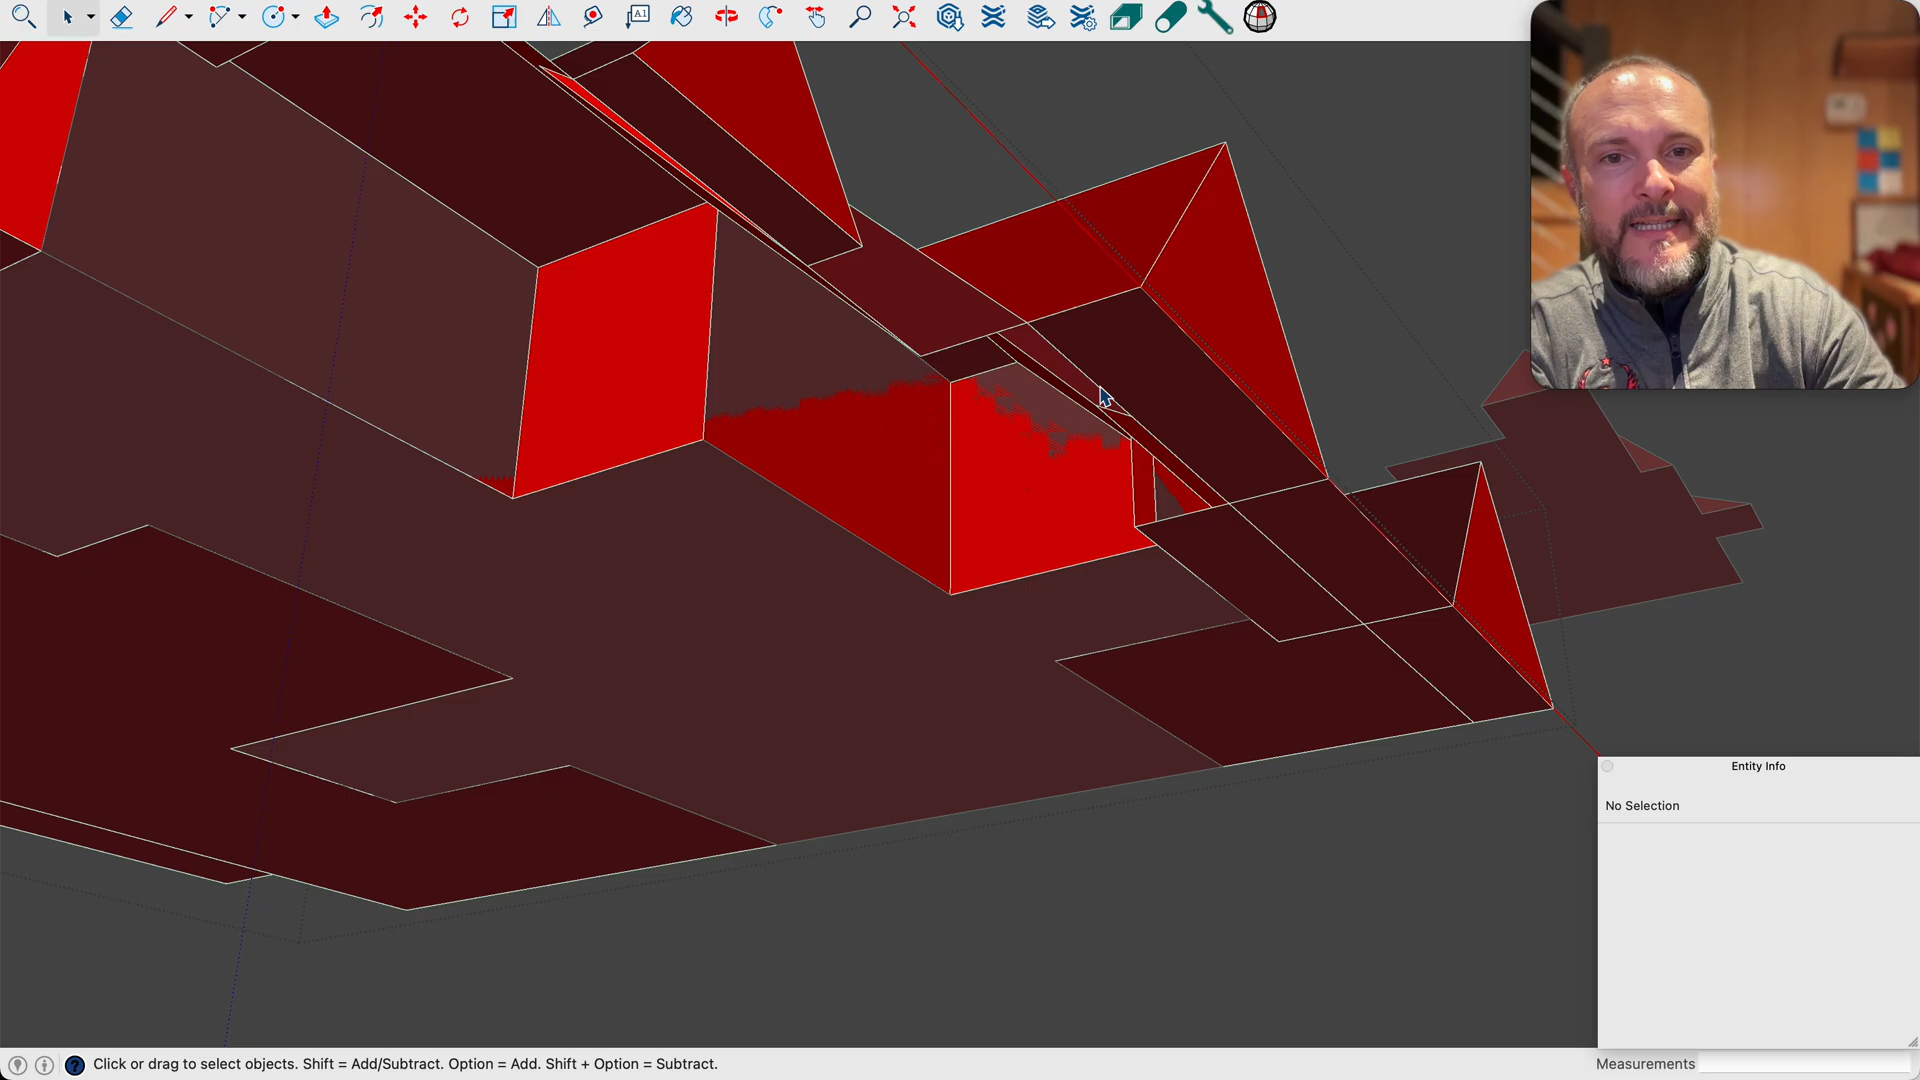 A1
Entity Info
No Selection
Click or drag to select objects. Shift = Add/Subtract. Option = Add. Shift + Option = Subtract.
Measurements